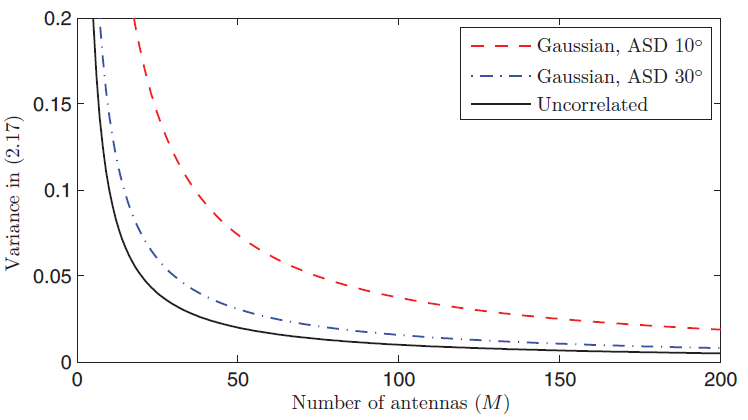 0.2
0.15
0.1
0.05
0
Variance in (2.17)
Gaussian, ASD 10°
Gaussian, ASD 30°
Uncorrelated
0 50 100 150 200
Number of antennas (M)